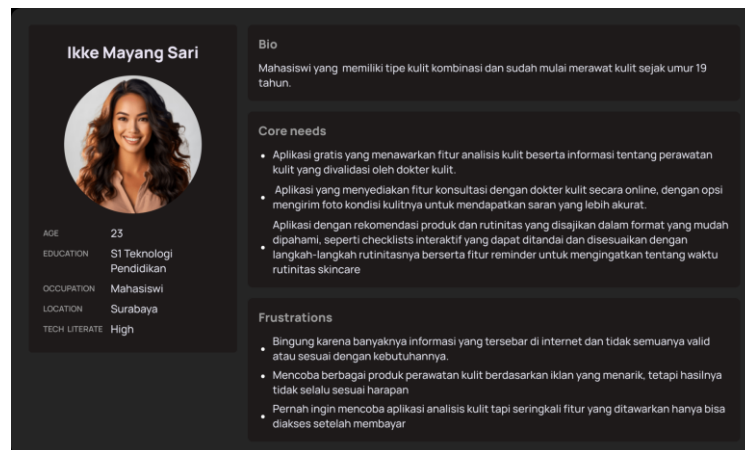 Ikke Mayang Sari
AGE 23
EDUCATION S1 Teknologi
Pendidikan
OCCUPATION Mahasiswi
LOCATION Surabaya
TECH LITERATE High
Bio
Mahasiswi yang memiliki tipe kulit kombinasi dan sudah mulai merawat kulit sejak umur 19
tahun.
Core needs
• Aplikasi gratis yang menawarkan fitur analisis kulit beserta informasi tentang perawatan
kulit yang divalidasi oleh dokter kulit.
• Aplikasi yang menyediakan fitur konsultasi dengan dokter kulit secara online, dengan opsi
mengirim foto kondisi kulitnya untuk mendapatkan saran yang lebih akurat.
• Aplikasi dengan rekomendasi produk dan rutinitas yang disajikan dalam format yang mudah
dipahami, seperti checklists interaktif yang dapat ditandai dan disesuaikan dengan
langkah-langkah rutinitasnya berserta fitur reminder untuk mengingatkan tentang waktu
rutinitas skincare
Frustrations
• Bingung karena banyaknya informasi yang tersebar di internet dan tidak semuanya valid
atau sesuai dengan kebutuhannya.
• Mencoba berbagai produk perawatan kulit berdasarkan iklan yang menarik, tetapi hasilnya
tidak selalu sesuai harapan
• Pernah ingin mencoba aplikasi analisis kulit tapi seringkali fitur yang ditawarkan hanya bisa
diakses setelah membayar